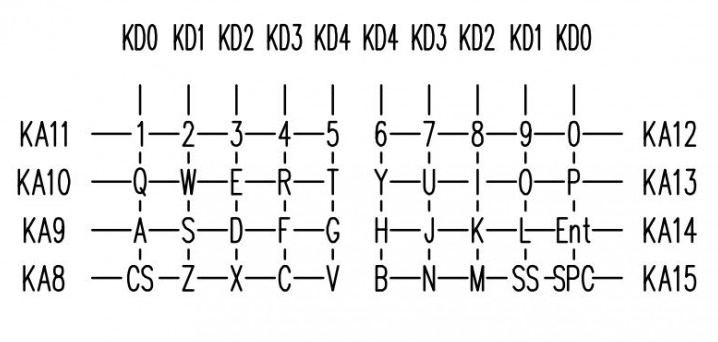 KD0 KD1 KD2 KD3 KD4 KD4 KD3 KD2 KD1 KD0
KA11 1 2 3 4 5 6 7 8 9 0 KA12
KA10 Q W E R T Y U I O P KA13
KA9 A S D F G H J K L Ent KA14
KA8 CS Z X C V B N M SS SPC KA15